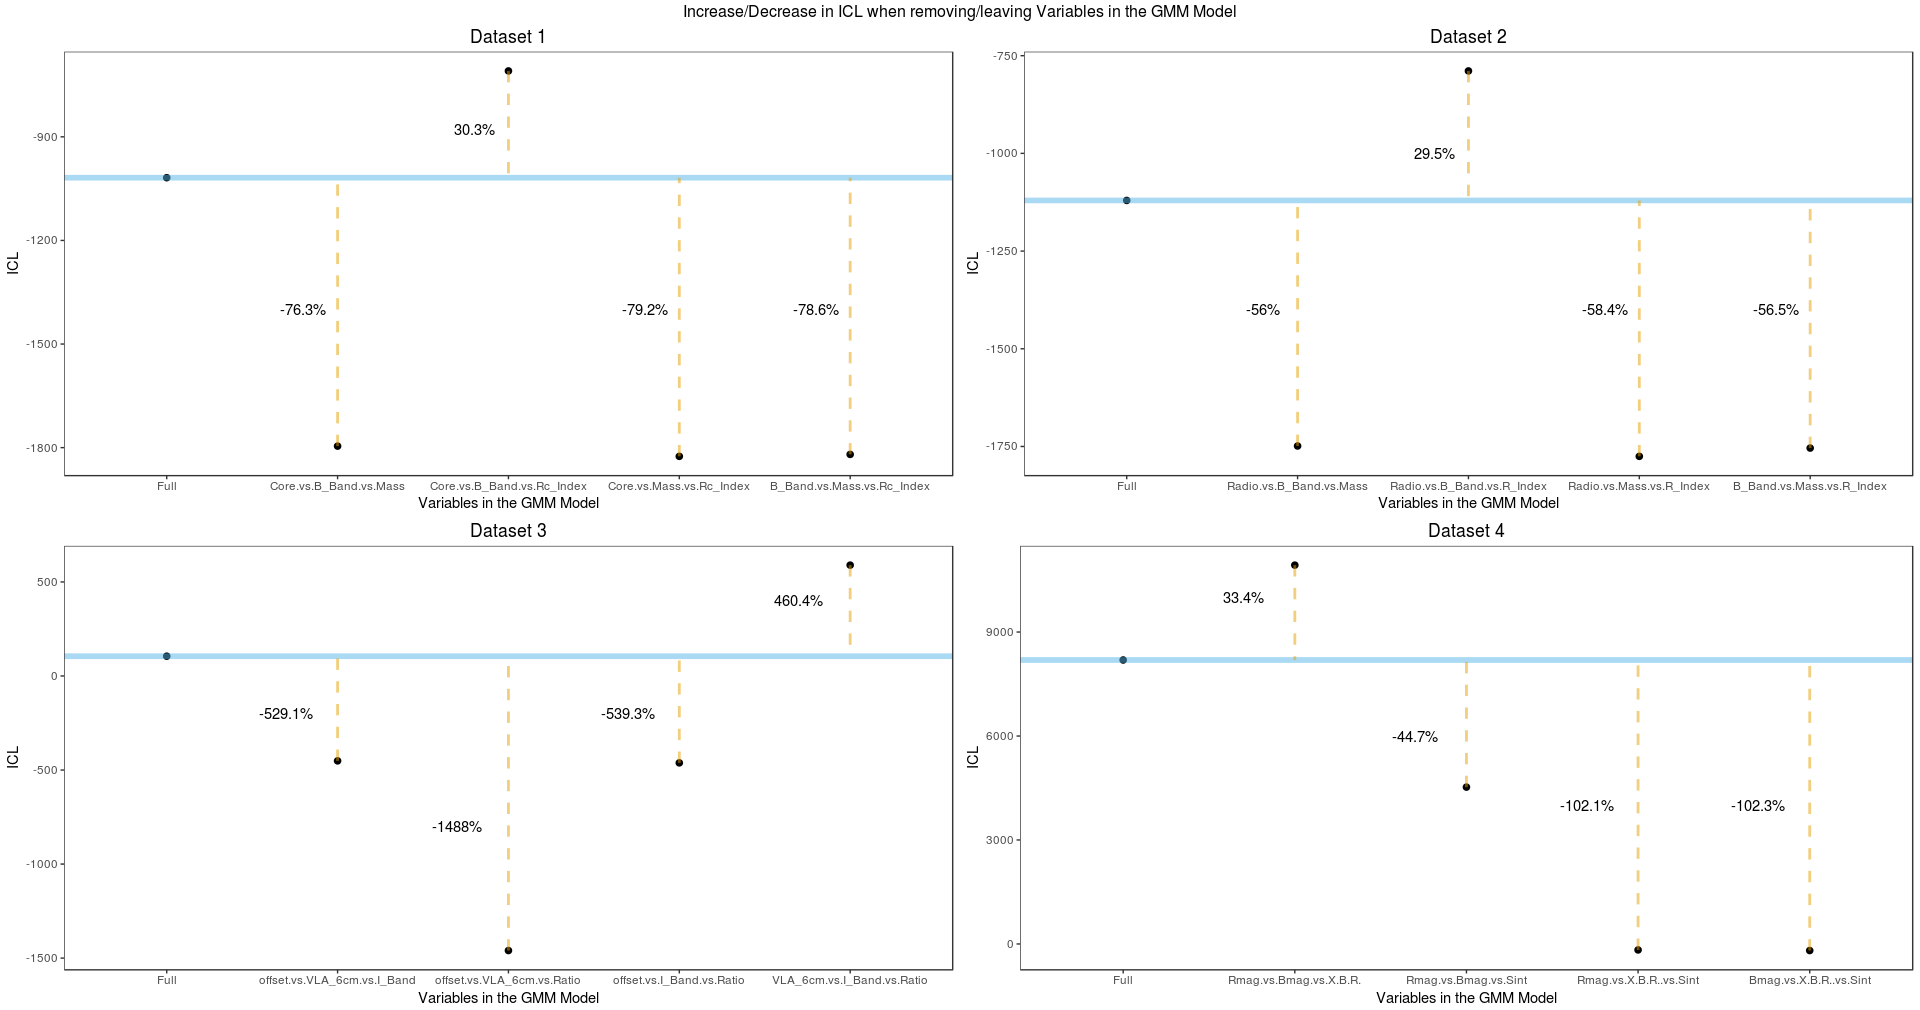 Increase/Decrease in ICL when removing/leaving Variables in the GMM Model
Dataset 1
ICL
-900
-1200
-1500
-1800
30.3%
-76.3%
-79.2%
-78.6%
Full
Core.vs.B_Band.vs.Mass
Core.vs.B_Band.vs.Rc_Index
Core.vs.Mass.vs.Rc_Index
B_Band.vs.Mass.vs.Rc_Index
Variables in the GMM Model
Dataset 2
ICL
-750
-1000
-1250
-1500
-1750
29.5%
-56%
-58.4%
-56.5%
Full
Radio.vs.B_Band.vs.Mass
Radio.vs.B_Band.vs.R_Index
Radio.vs.Mass.vs.R_Index
B_Band.vs.Mass.vs.R_Index
Variables in the GMM Model
Dataset 3
ICL
500
0
-500
-1000
-1500
460.4%
-529.1%
-539.3%
-1488%
Full
offset.vs.VLA_6cm.vs.I_Band
offset.vs.VLA_6cm.vs.Ratio
offset.vs.I_Band.vs.Ratio
VLA_6cm.vs.I_Band.vs.Ratio
Variables in the GMM Model
Dataset 4
ICL
9000
6000
3000
0
33.4%
-44.7%
-102.1%
-102.3%
Full
Rmag.vs.Bmag.vs.X.B.R.
Rmag.vs.Bmag.vs.Sint
Rmag.vs.X.B.R..vs.Sint
Bmag.vs.X.B.R..vs.Sint
Variables in the GMM Model